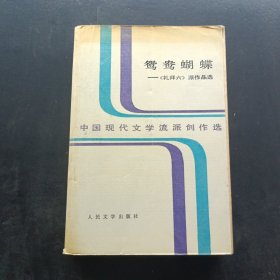 鸳鸯蝴蝶
——《礼拜六》派作品选
中国现代文学流派创作选
人民文学出版社